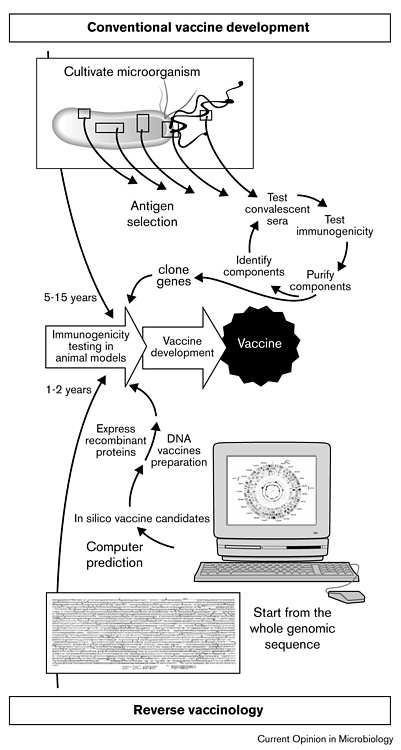 Conventional vaccine development
Cultivate microorganism
Antigen
selection
Test
convalescent
sera
Test
immunogenicity
Identify
components
Purify
components
clone
genes
5-15 years
Immunogenicity
testing in
animal models
Vaccine
development
Vaccine
1-2 years
Express
recombinant
proteins
DNA
vaccines
preparation
In silico vaccine candidates
Computer
prediction
Start from the
whole genomic
sequence
Reverse vaccinology
Current Opinion in Microbiology